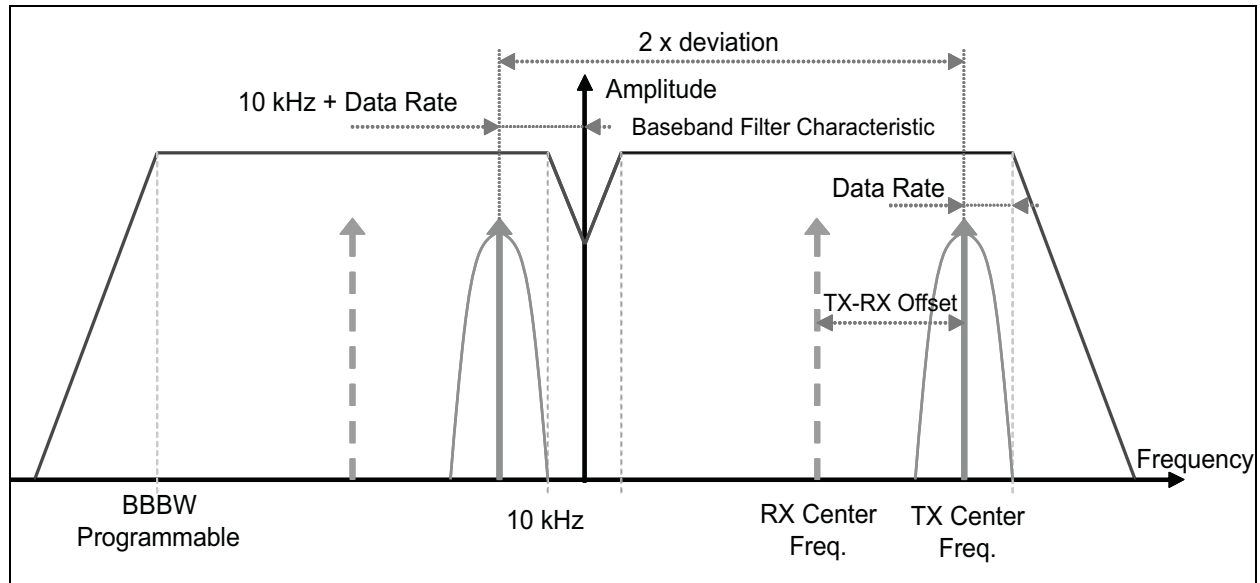 2 x deviation
Amplitude
10 kHz + Data Rate
Baseband Filter Characteristic
Data Rate
TX-RX Offset
Frequency
BBBW
Programmable
10 kHz
RX Center
Freq.
TX Center
Freq.